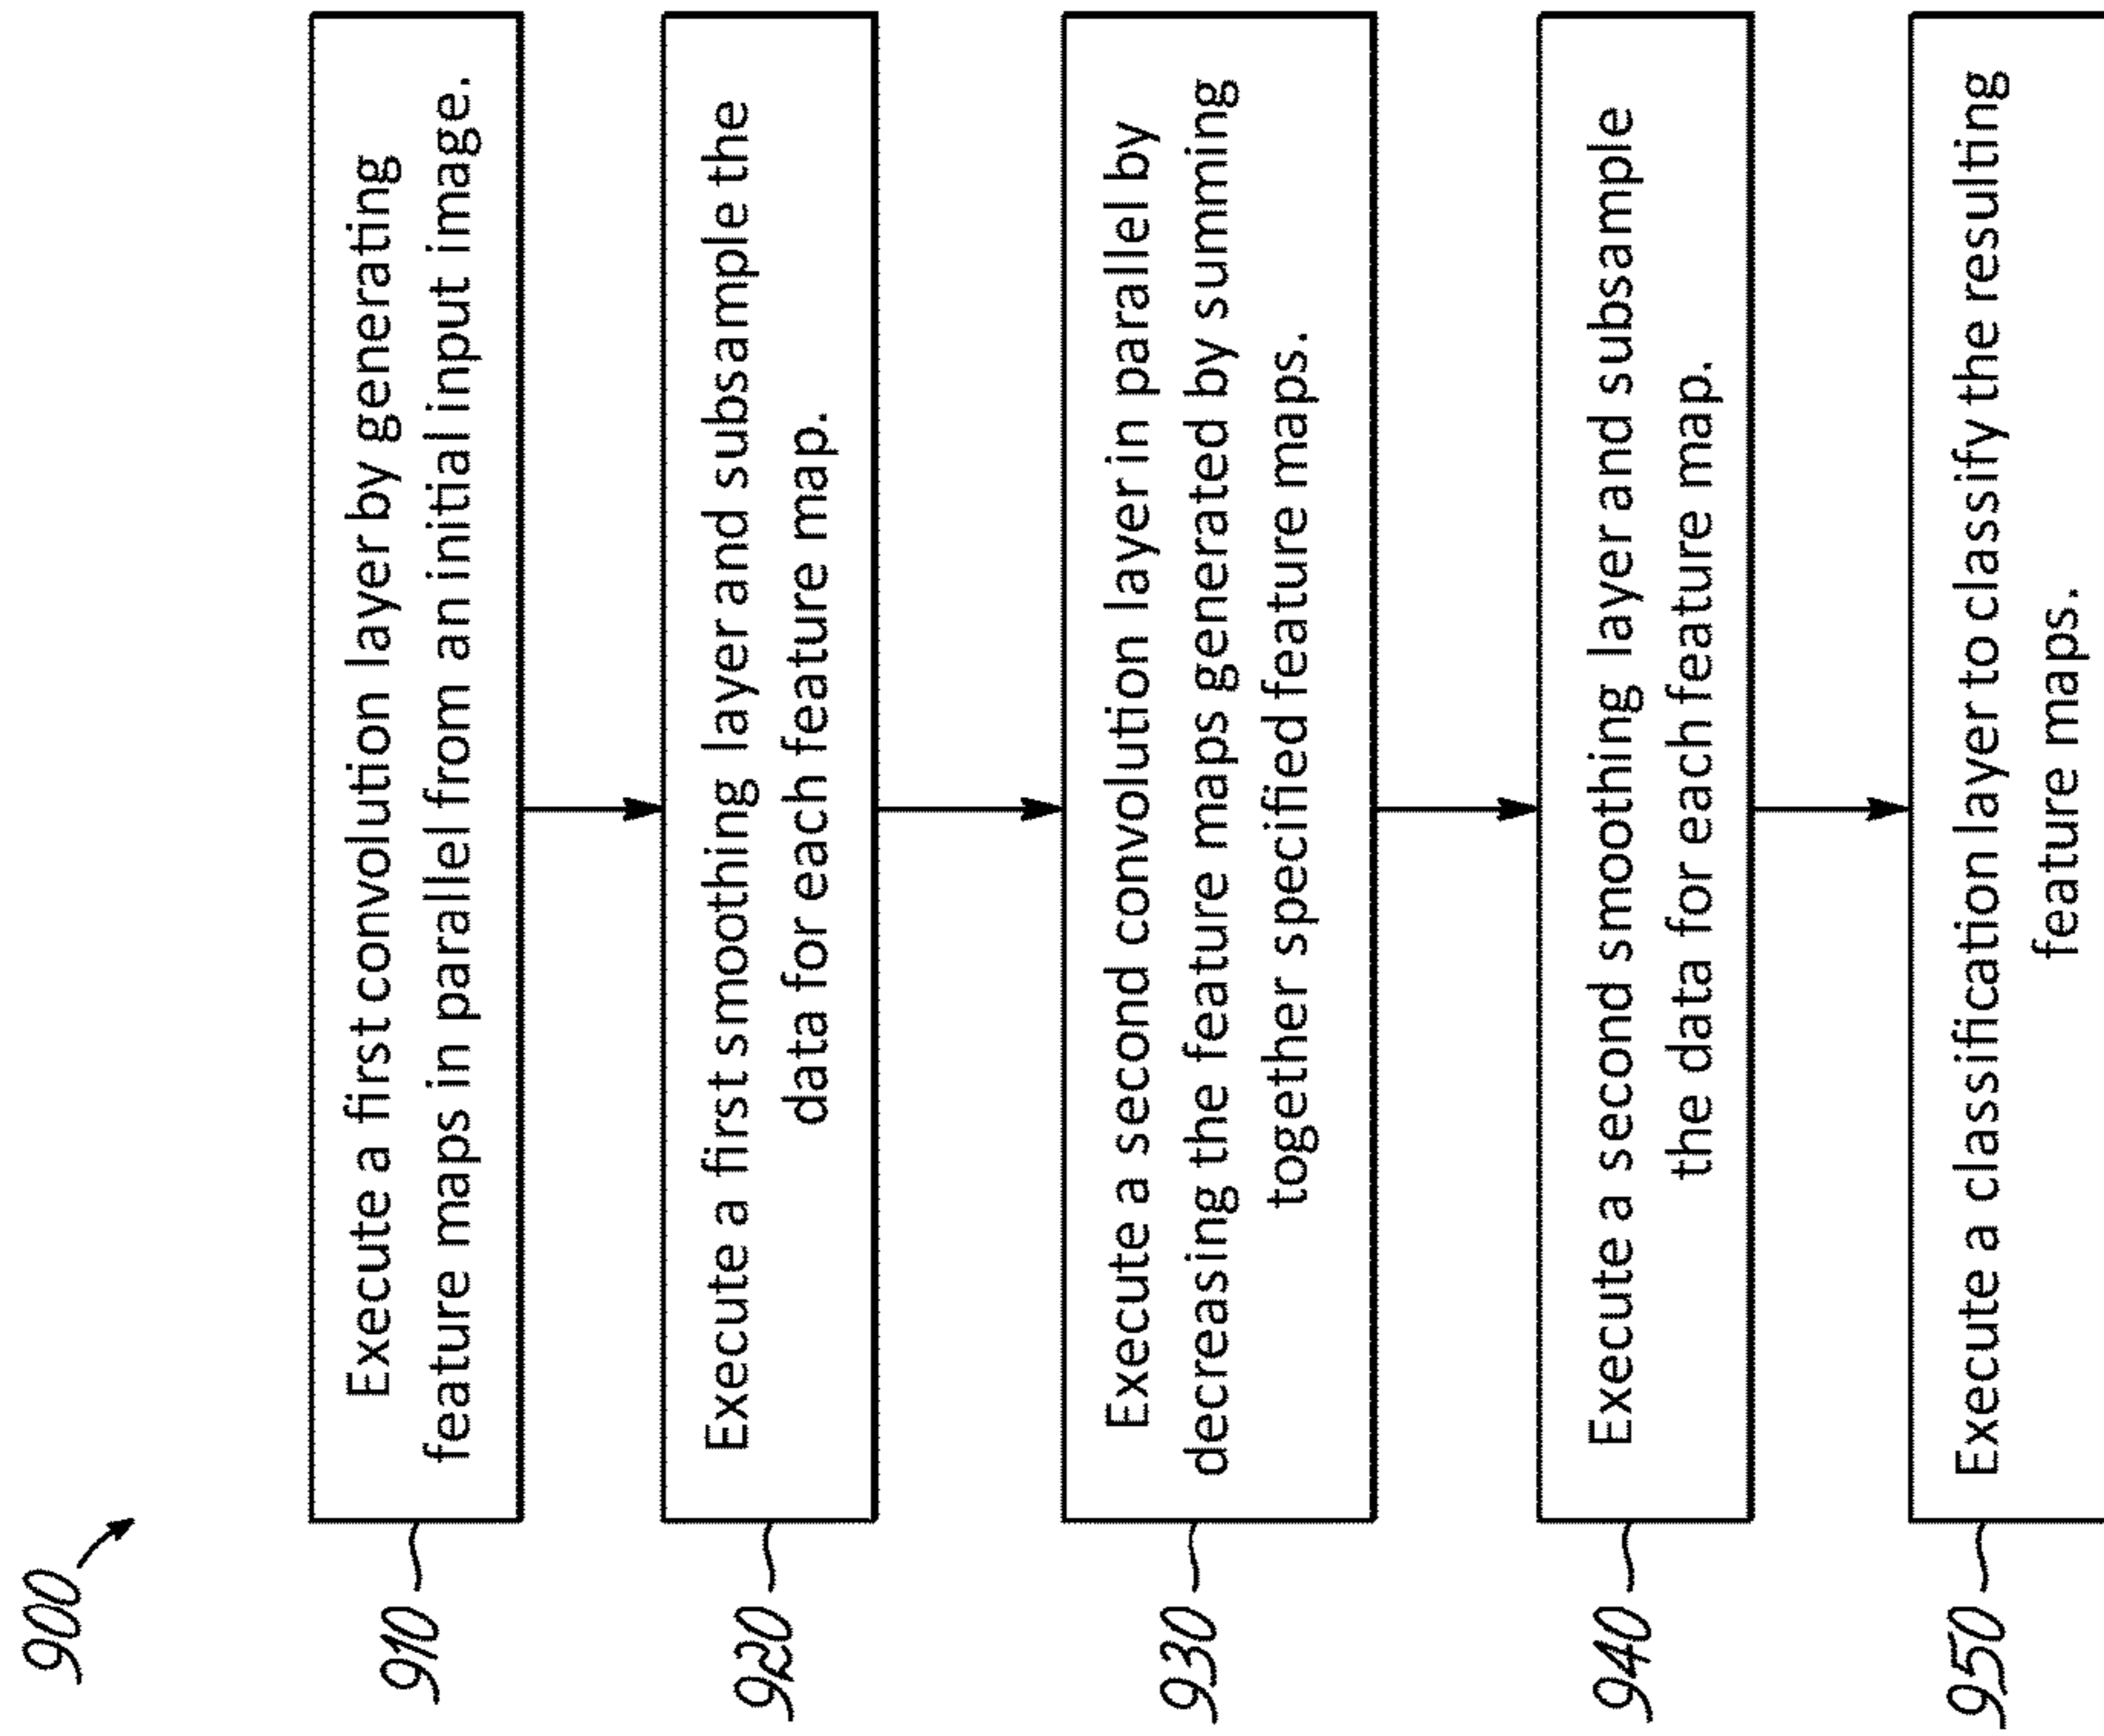 900
910
Execute a first convolution layer by generating
feature maps in parallel from an initial input image.
920
Execute a first smoothing layer and subsample the
data for each feature map.
930
Execute a second convolution layer in parallel by
decreasing the feature maps generated by summing
together specified feature maps.
940
Execute a second smoothing layer and subsample
the data for each feature map.
950
Execute a classification layer to classify the resulting
feature maps.